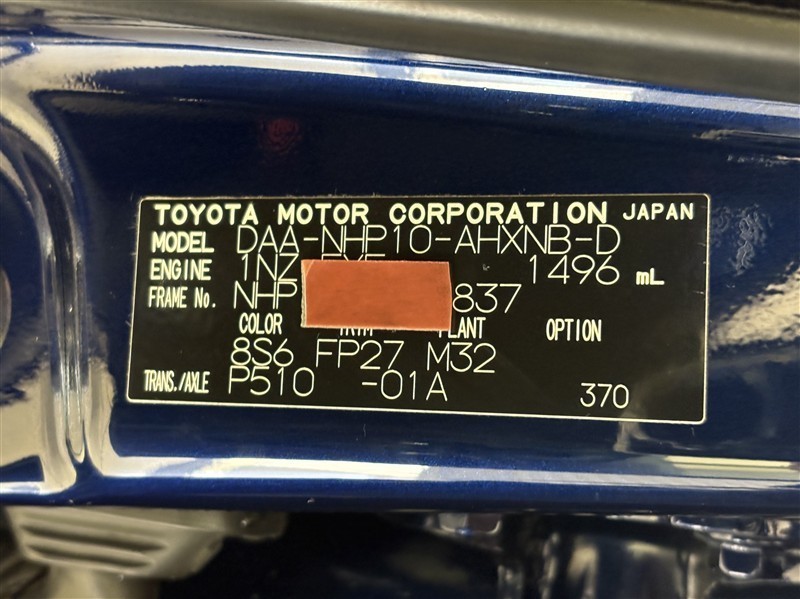 TOYOTA MOTOR CORPORATION JAPAN
MODEL DAA-NHP10-AHXNB-D
ENGINE 1NZ 1496 mL
FRAME No. NHP 837
COLOR PLANT OPTION
8S6 FP27 M32
TRANS./AXLE P510 -01A 370